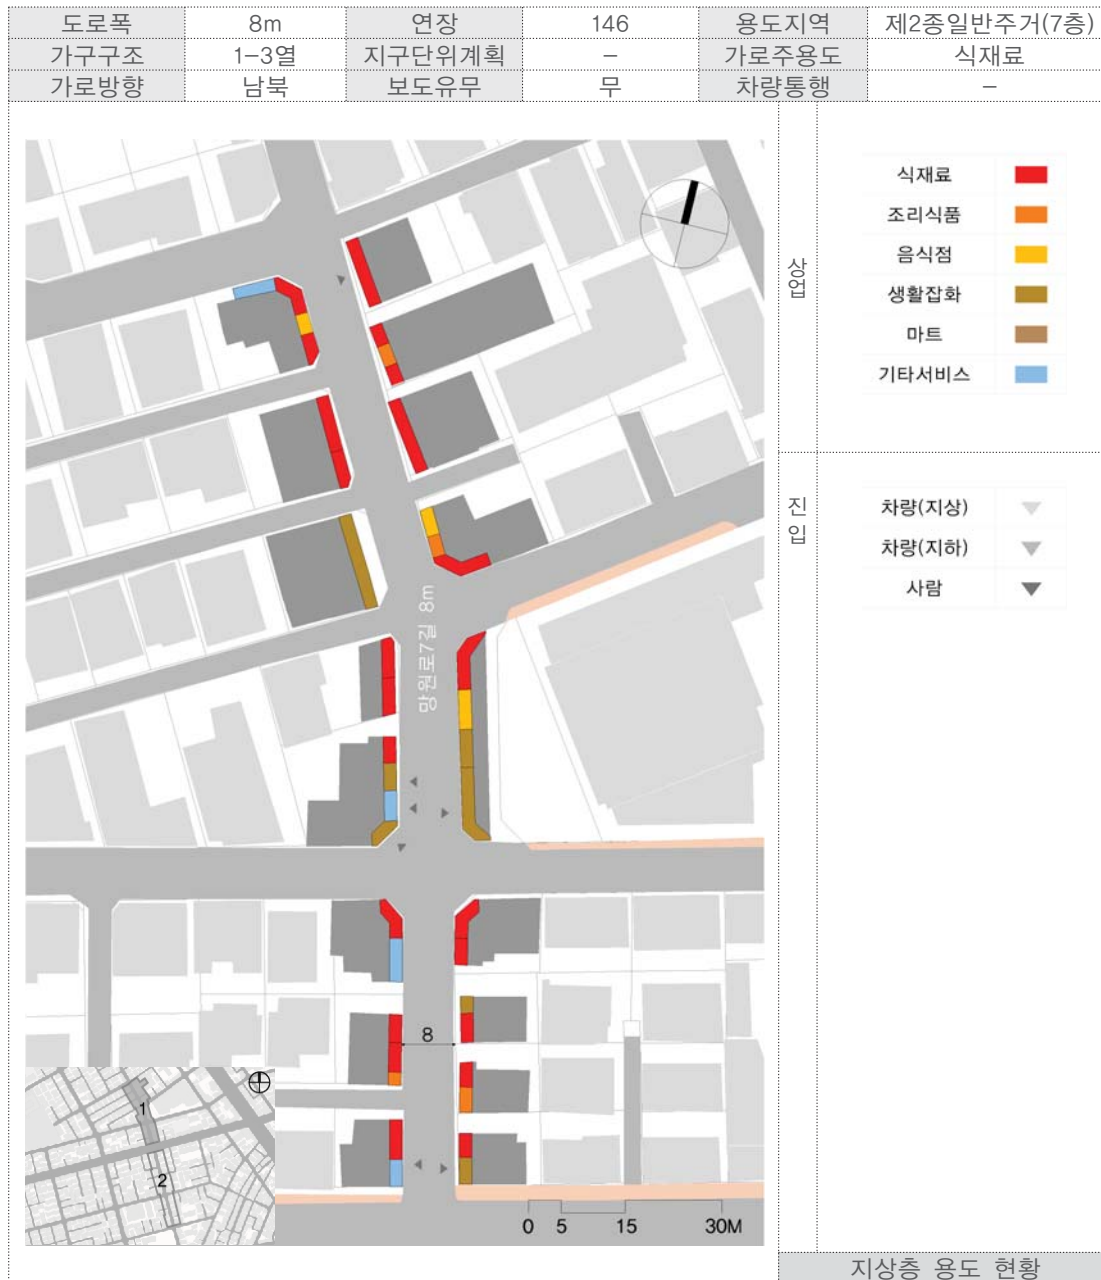 도로폭 8m 연장 146 용도지역 제2종일반주거(7층)
가구구조 1-3열 지구단위계획 - 가로주용도 식재료
가로방향 남북 보도유무 무 차량통행 -
상업
식재료
조리식품
음식점
생활잡화
마트
기타서비스
진입
차량(지상)
차량(지하)
사람
망원로7길 8m
8
1
2
0 5 15 30M
지상층 용도 현황